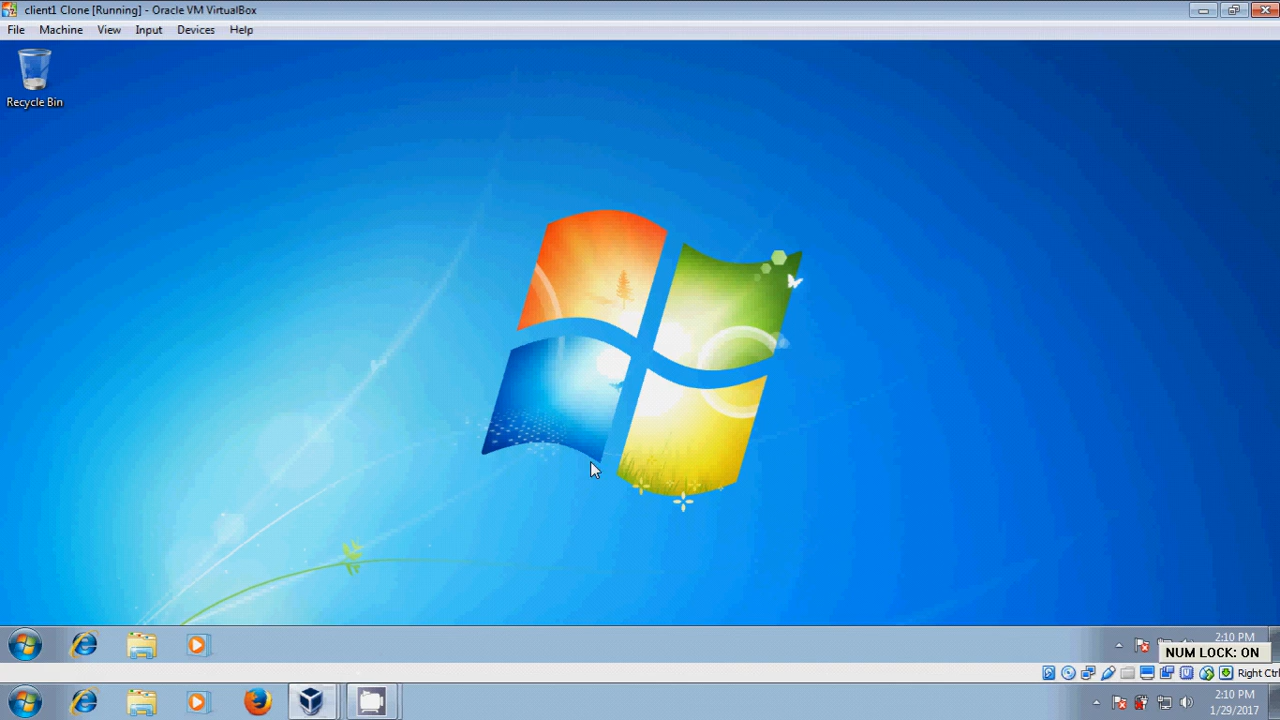 client1 Clone [Running] - Oracle VM VirtualBox
File Machine View Input Devices Help
Recycle Bin
2:10 PM
NUM LOCK: ON
Right Ctrl
2:10 PM
1/29/2017